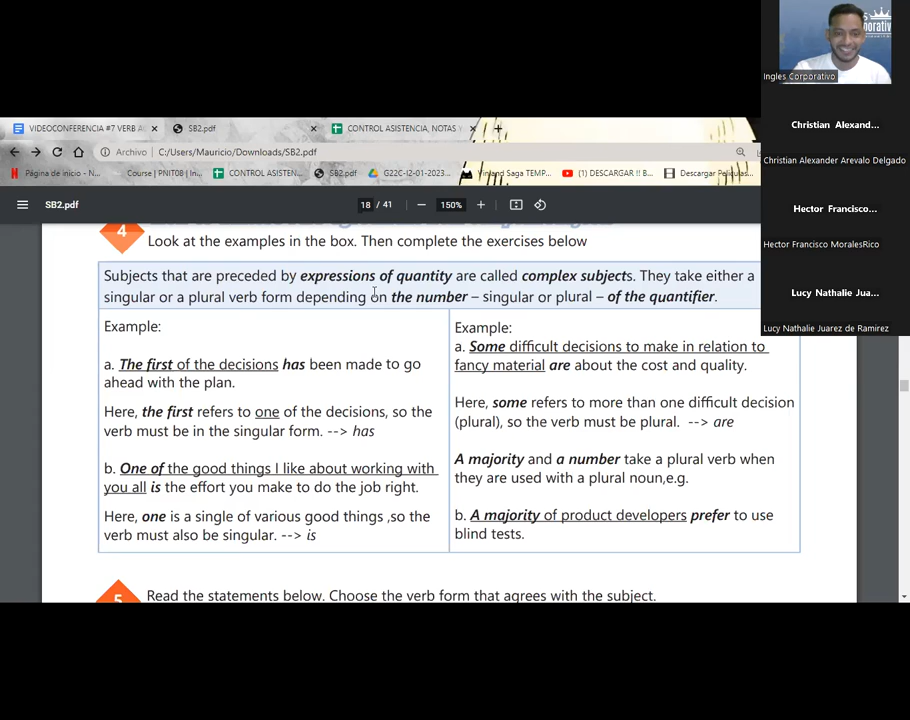 S
orporativ
Ingles Corporativo
Christian Alexand...
Christian Alexander Arevalo Delgado
Hector Francisco...
Hector Francisco MoralesRico
Lucy Nathalie Jua...
Lucy Nathalie Juarez de Ramirez
VIDEOCONFERENCIA #7 VERB A
SB2.pdf
CONTROL ASISTENCIA, NOTAS Y
Archivo
C:/Users/Mauricio/Downloads/SB2.pdf
Página de inicio - N...
Course | PNIT08 | In...
CONTROL ASISTEN...
SB2.pdf
G22C-I2-01-2023...
Vinland Saga TEMP...
(1) DESCARGAR !! B...
Descargar Peliculas...
SB2.pdf
18 / 41
150%
4
Look at the examples in the box. Then complete the exercises below
Subjects that are preceded by expressions of quantity are called complex subjects. They take either a
singular or a plural verb form depending on the number – singular or plural – of the quantifier.
Example:
a. The first of the decisions has been made to go
ahead with the plan.
Here, the first refers to one of the decisions, so the
verb must be in the singular form. --> has
b. One of the good things I like about working with
you all is the effort you make to do the job right.
Here, one is a single of various good things ,so the
verb must also be singular. --> is
Example:
a. Some difficult decisions to make in relation to
fancy material are about the cost and quality.
Here, some refers to more than one difficult decision
(plural), so the verb must be plural. --> are
A majority and a number take a plural verb when
they are used with a plural noun,e.g.
b. A majority of product developers prefer to use
blind tests.
5
Read the statements below. Choose the verb form that agrees with the subject.